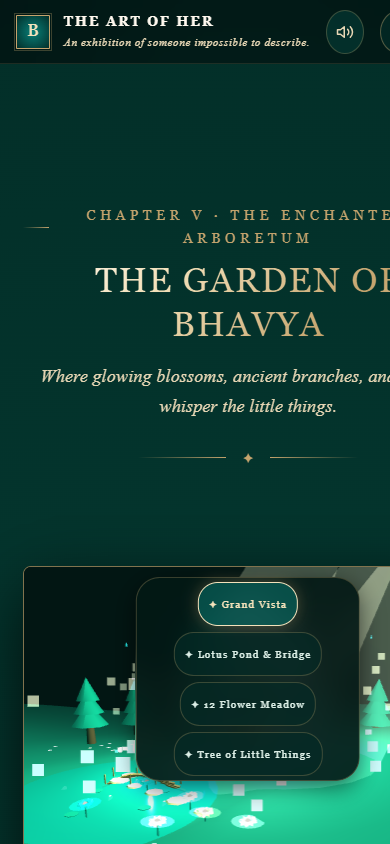 B
THE ART OF HER
An exhibition of someone impossible to describe.
CHAPTER V · THE ENCHANTE
ARBORETUM
THE GARDEN OF
BHAVYA
Where glowing blossoms, ancient branches, and
whisper the little things.
✦
✦ Grand Vista
✦ Lotus Pond & Bridge
✦ 12 Flower Meadow
✦ Tree of Little Things